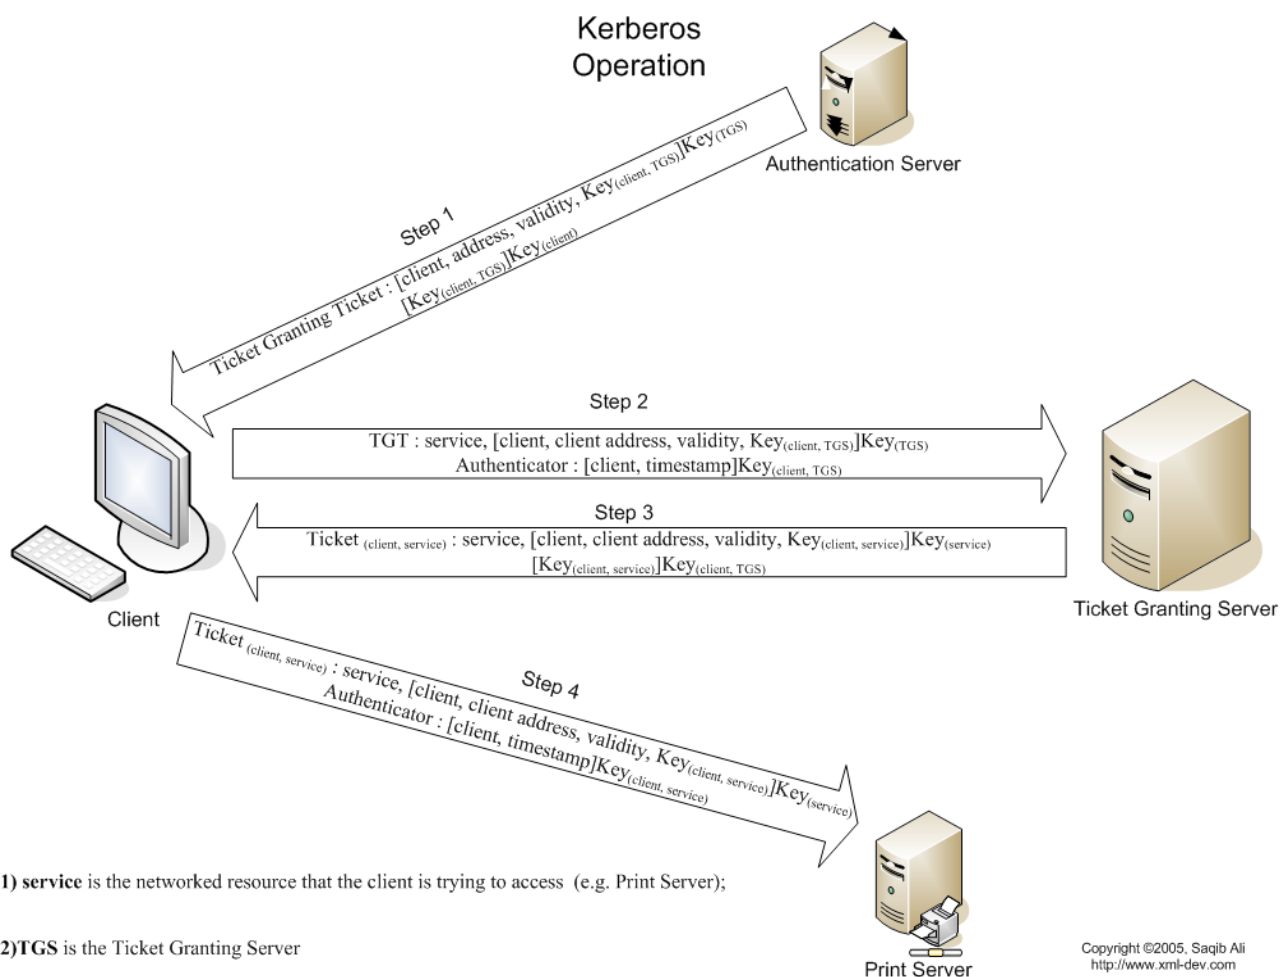 Kerberos
Operation
Authentication Server
Step 1
Ticket Granting Ticket : [client, address, validity, Key(client, TGS)]Key(TGS)
[Key(client, TGS)]Key(client)
Step 2
TGT : service, [client, client address, validity, Key(client, TGS)]Key(TGS)
Authenticator : [client, timestamp]Key(client, TGS)
Step 3
Ticket (client, service) : service, [client, client address, validity, Key(client, service)]Key(service)
[Key(client, service)]Key(client, TGS)
Client
Ticket Granting Server
Step 4
Ticket (client, service) : service, [client, client address, validity, Key(client, service)]Key(service)
Authenticator : [client, timestamp]Key(client, service)
1) service is the networked resource that the client is trying to access (e.g. Print Server);
2)TGS is the Ticket Granting Server
Print Server
Copyright ©2005, Saqib Ali
http://www.xml-dev.com